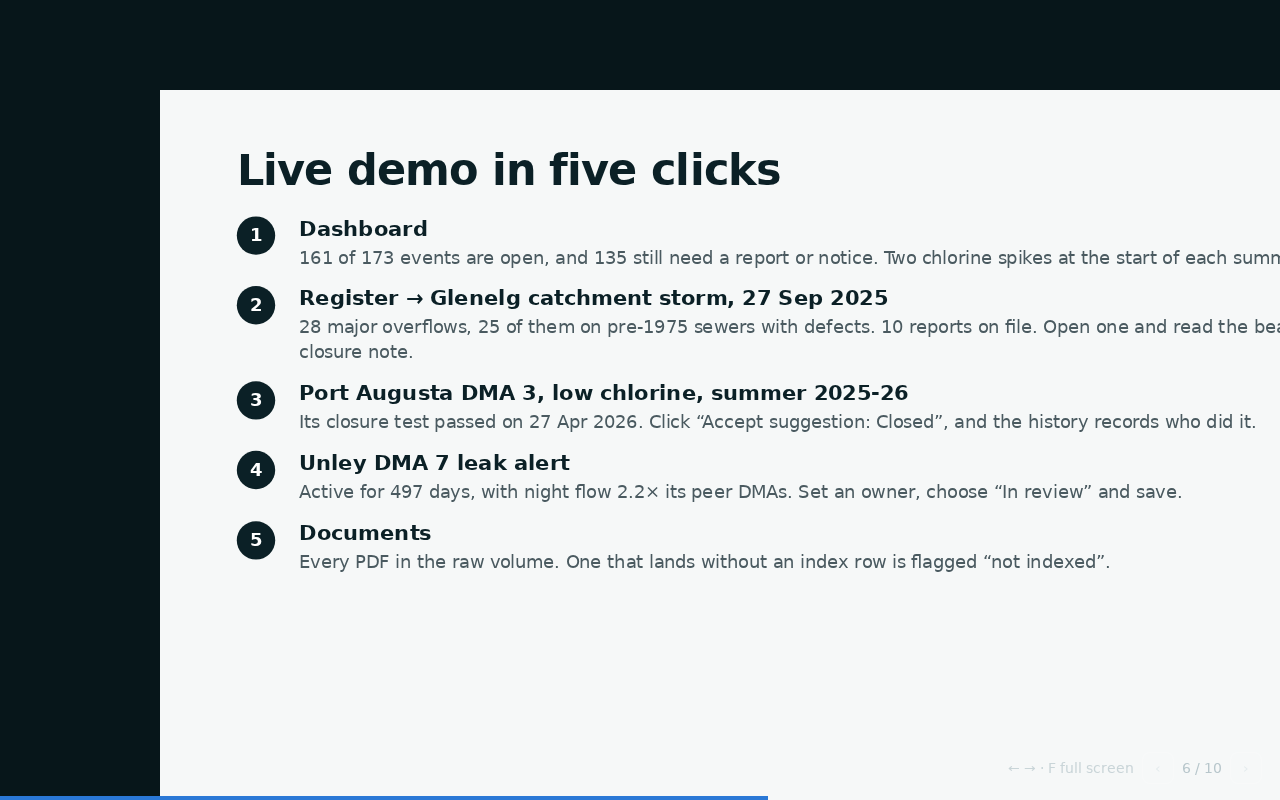 Live demo in five clicks
1
Dashboard
161 of 173 events are open, and 135 still need a report or notice. Two chlorine spikes at the start of each
2
Register → Glenelg catchment storm, 27 Sep 2025
28 major overflows, 25 of them on pre-1975 sewers with defects. 10 reports on file. Open one and read the
closure note.
3
Port Augusta DMA 3, low chlorine, summer 2025-26
Its closure test passed on 27 Apr 2026. Click “Accept suggestion: Closed”, and the history records who did it.
4
Unley DMA 7 leak alert
Active for 497 days, with night flow 2.2× its peer DMAs. Set an owner, choose “In review” and save.
5
Documents
Every PDF in the raw volume. One that lands without an index row is flagged “not indexed”.
← → · F full screen ‹ 6 / 10 ›